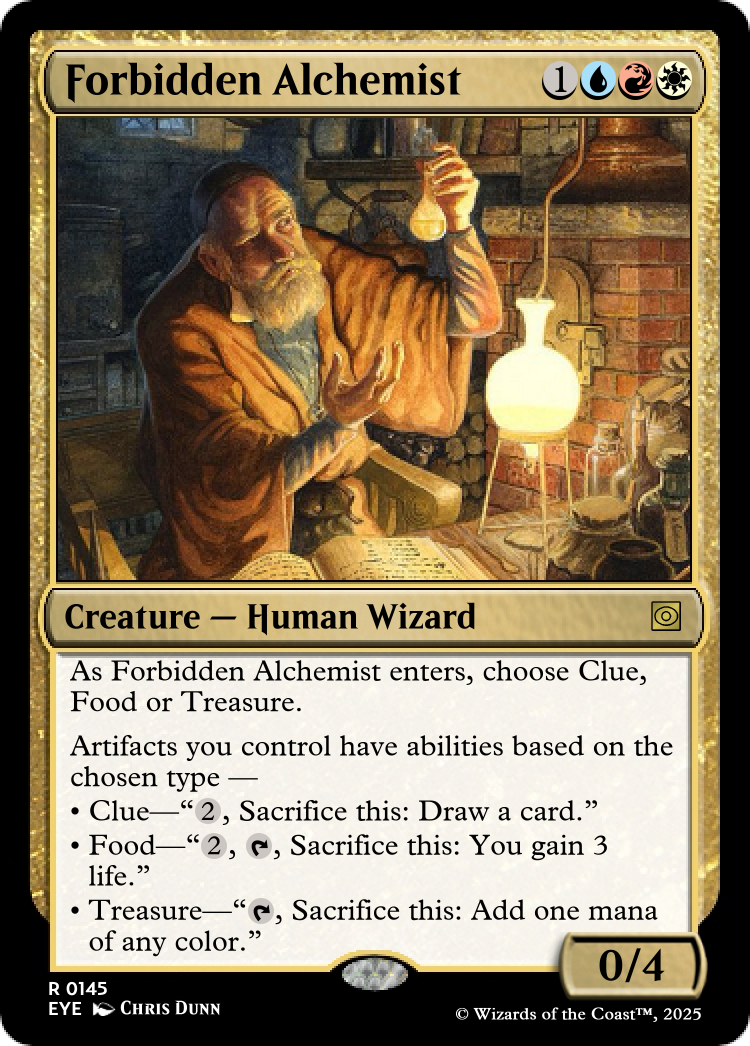 Forbidden Alchemist 1
Creature — Human Wizard
As Forbidden Alchemist enters, choose Clue,
Food or Treasure.
Artifacts you control have abilities based on the
chosen type —
• Clue—“2, Sacrifice this: Draw a card.”
• Food—“2, , Sacrifice this: You gain 3
life.”
• Treasure—“, Sacrifice this: Add one mana
of any color.”
0/4
R 0145
EYE Chris Dunn
© Wizards of the Coast™, 2025